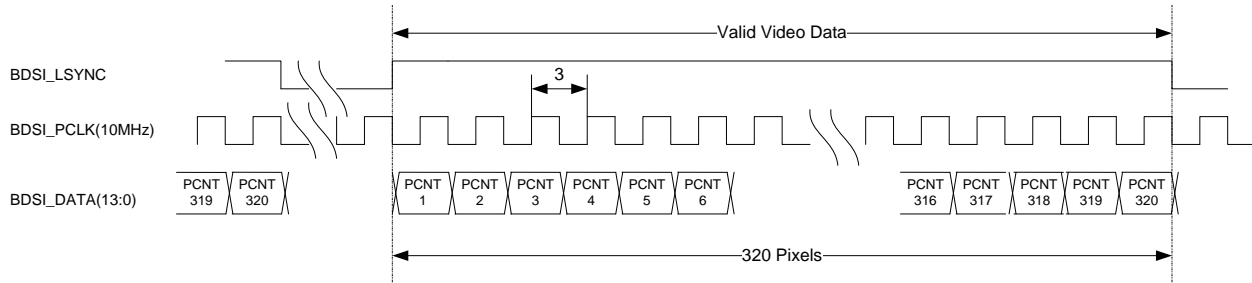 Valid Video Data
BDSI_LSYNC
3
BDSI_PCLK(10MHz)
BDSI_DATA(13:0)
PCNT 319
PCNT 320
PCNT 1
PCNT 2
PCNT 3
PCNT 4
PCNT 5
PCNT 6
PCNT 316
PCNT 317
PCNT 318
PCNT 319
PCNT 320
320 Pixels